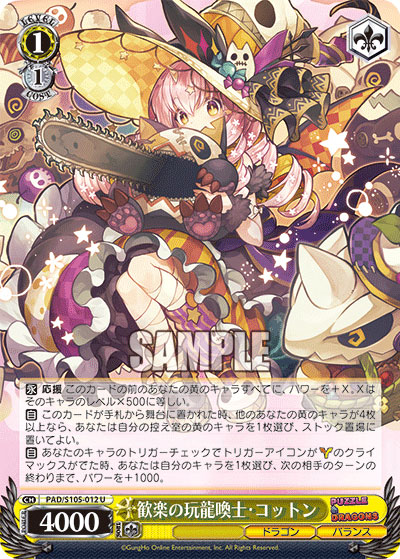 LEVEL
1
1
COST
SAMPLE
永 応援 このカードの前のあなたの黄のキャラすべてに、パワーを+X。Xは
そのキャラのレベル×500に等しい。
自 このカードが手札から舞台に置かれた時、他のあなたの黄のキャラが4枚
以上なら、あなたは自分の控え室の黄のキャラを1枚選び、ストック置場に
置いてよい。
自 あなたのキャラのトリガーチェックでトリガーアイコンが
のクライ
マックスがでた時、あなたは自分のキャラを1枚選び、次の相手のターンの
終わりまで、パワーを+1000。
CH PAD/S105-012 U
POWER
4000
歓楽の玩龍喚士・コットン
PUZZLE & DRAGONS
ドラゴン
バランス
©GungHo Online Entertainment, Inc. All Rights Reserved.